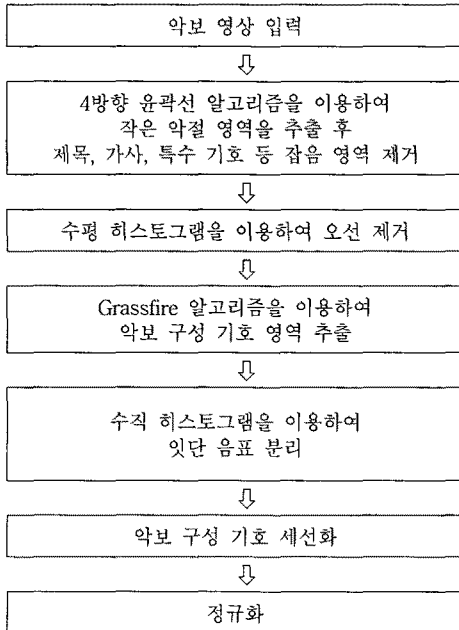 악보 영상 입력
4방향 윤곽선 알고리즘을 이용하여
작은 악절 영역을 추출 후
제목, 가사, 특수 기호 등 잡음 영역 제거
수평 히스토그램을 이용하여 오선 제거
Grassfire 알고리즘을 이용하여
악보 구성 기호 영역 추출
수직 히스토그램을 이용하여
잇단 음표 분리
악보 구성 기호 세선화
정규화